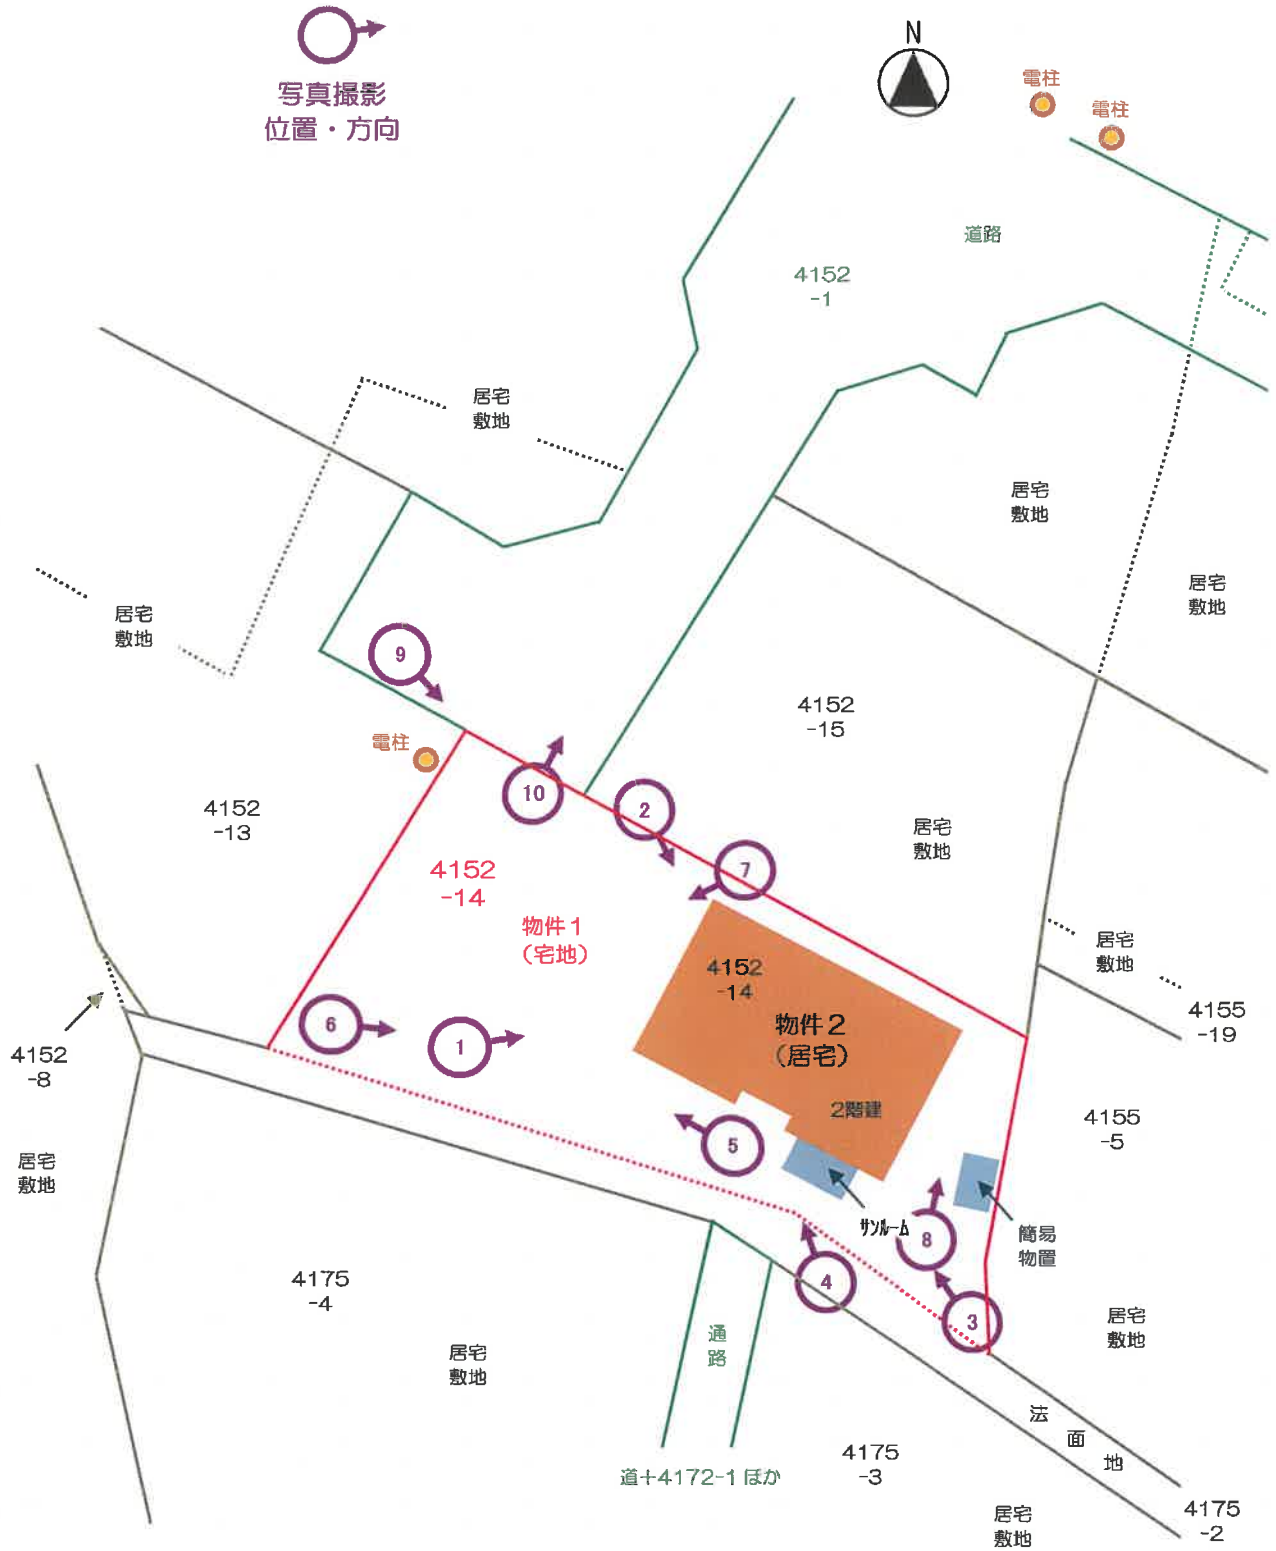 N
写真撮影
位置・方向
電柱
電柱
道路
4152
-1
居宅
敷地
居宅
敷地
居宅
敷地
居宅
敷地
9
4152
-15
電柱
10
2
4152
-13
居宅
敷地
4152
-14
7
物件1
(宅地)
居宅
敷地
4152
-14
4155
-19
6
1
物件2
(居宅)
4152
-8
2階建
4155
-5
5
居宅
敷地
サンルーム
8
簡易
物置
4175
-4
4
3
居宅
敷地
通
路
居宅
敷地
法
面
地
4175
-3
道+4172-1ほか
居宅
敷地
4175
-2